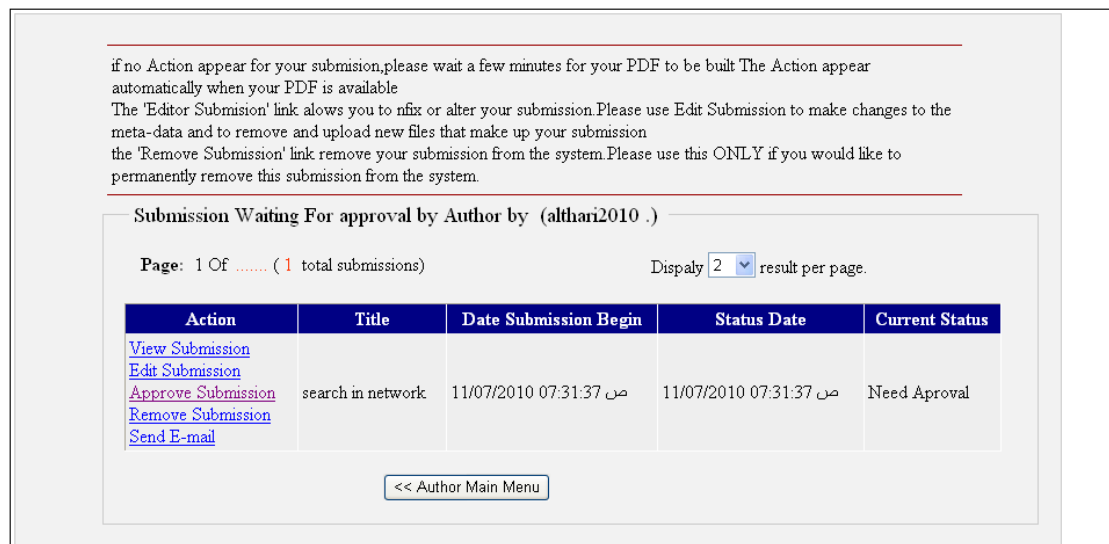 if no Action appear for your submision,please wait a few minutes for your PDF to be built The Action appear
automatically when your PDF is available
The 'Editor Submision' link alows you to nfix or alter your submission.Please use Edit Submission to make changes to the
meta-data and to remove and upload new files that make up your submission
the 'Remove Submission' link remove your submission from the system.Please use this ONLY if you would like to
permanently remove this submission from the system.
Submission Waiting For approval by Author by (althari2010 .)
Page: 1 Of ....... ( 1 total submissions) Dispaly 2 result per page.
Action Title Date Submission Begin Status Date Current Status
View Submission
Edit Submission
Approve Submission search in network 11/07/2010 07:31:37 ص 11/07/2010 07:31:37 ص Need Aproval
Remove Submission
Send E-mail
<< Author Main Menu